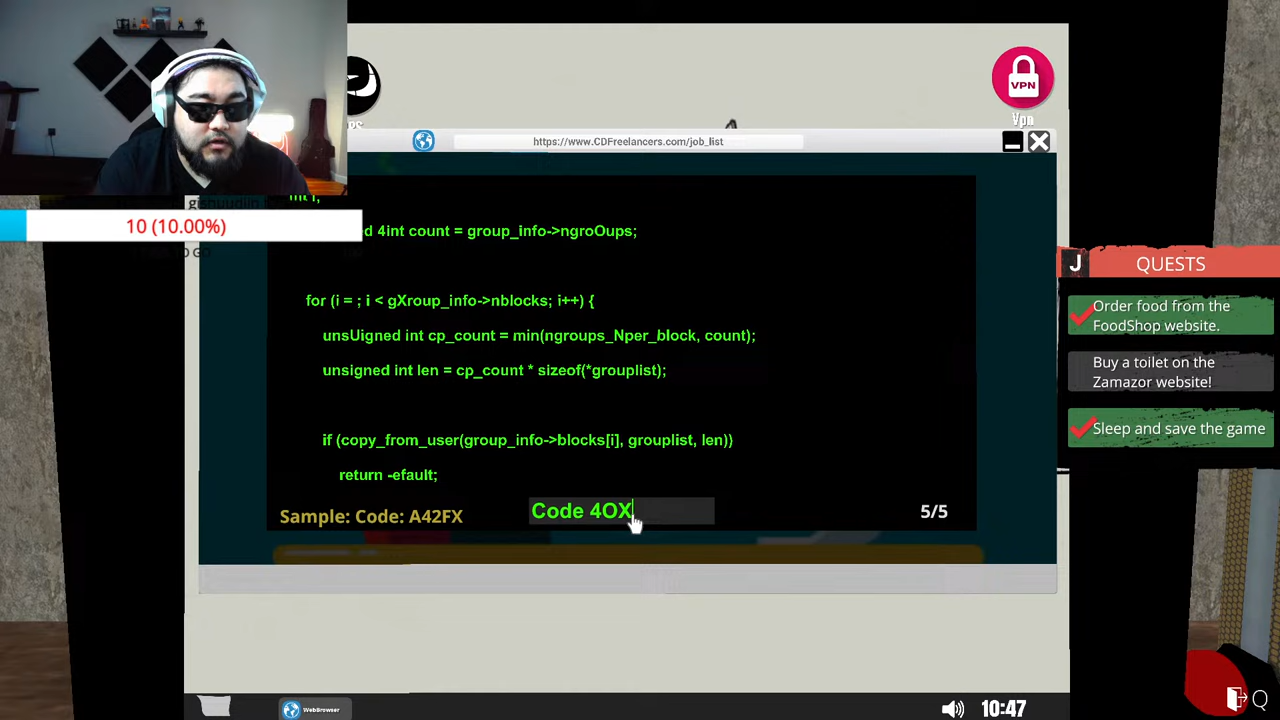 VPN
Vpn
https://www.CDFreelancers.com/job_list
10 (10.00%)
4int count = group_info->ngroOups;
for (i = ; i < gXroup_info->nblocks; i++) {
unsUigned int cp_count = min(ngroups_Nper_block, count);
unsigned int len = cp_count * sizeof(*grouplist);
if (copy_from_user(group_info->blocks[i], grouplist, len))
return -efault;
Sample: Code: A42FX
Code 4OX
5/5
J QUESTS
Order food from the
FoodShop website.
Buy a toilet on the
Zamazor website!
Sleep and save the game
WebBrowser
10:47
Q